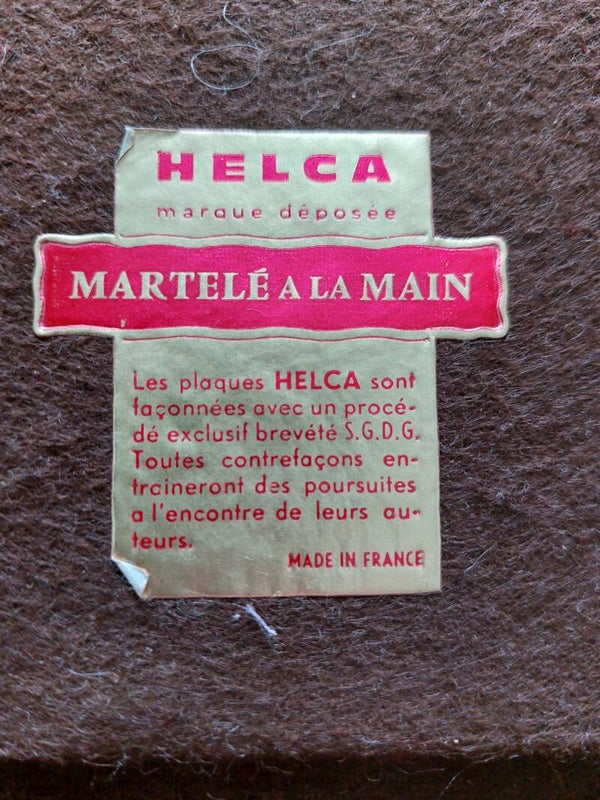 HELCA
marque déposée
MARTELÉ A LA MAIN
Les plaques HELCA sont
façonnées avec un procé-
dé exclusif brevété S.G.D.G.
Toutes contrefaçons en-
traineront des poursuites
a l'encontre de leurs au-
teurs.
MADE IN FRANCE